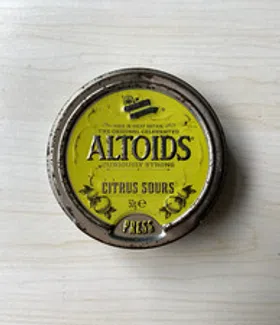 THE ORIGINAL CELEBRATED
ALTOIDS
CURIOUSLY STRONG
CITRUS SOURS
50g e
PRESS